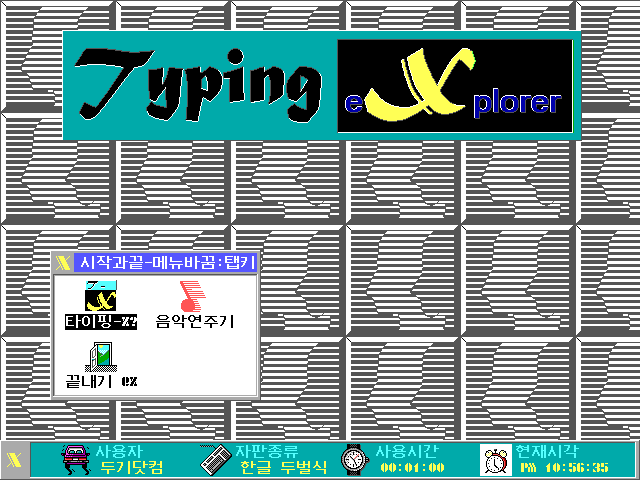 Typing
eXplorer
X 시작과끝-메뉴바꿈:탭키
T-X
타이핑-X?
음악연주기
끝내기 ex
X
사용자
두기닷컴
자판종류
한글 두벌식
사용시간
00:01:00
현재시각
PM 10:56:35